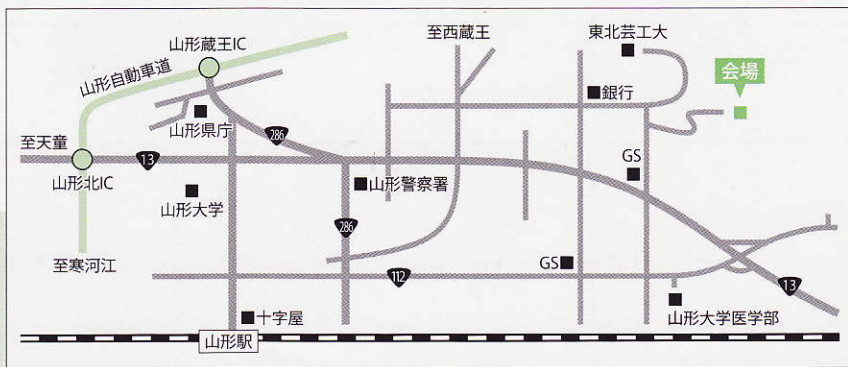 山形蔵王IC
至西蔵王
東北芸工大
山形自動車道
会場
銀行
山形県庁
286
至天童
13
GS
山形北IC
山形警察署
山形大学
286
至寒河江
GS
112
13
十字屋
山形大学医学部
山形駅